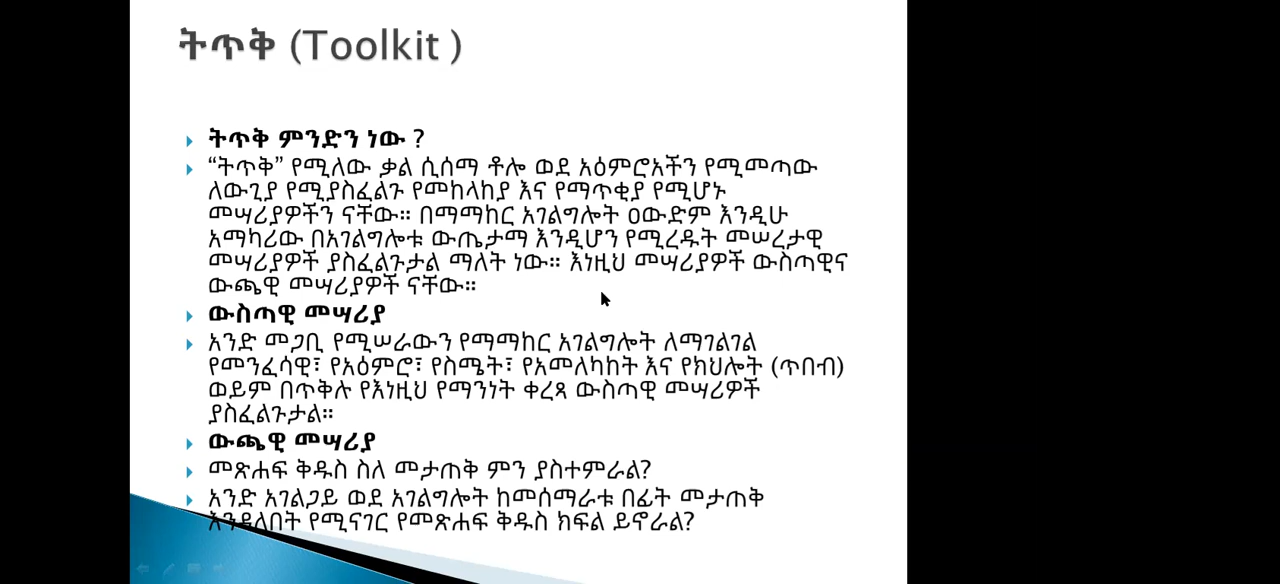 ትጥቅ (Toolkit )
ትጥቅ ምንድን ነው ?
“ትጥቅ” የሚለው ቃል ሲሰማ ቶሎ ወደ አዕምሮአችን የሚመጣው
ለውጊያ የሚያስፈልጉ የመከላከያ እና የማጥቂያ የሚሆኑ
መሣሪያዎችን ናቸው። በማማከር አገልግሎት ዐውድም እንዲሁ
አማካሪው በአገልግሎቱ ውጤታማ እንዲሆን የሚረዱት መሠረታዊ
መሣሪያዎች ያስፈልጉታል ማለት ነው። እነዚህ መሣሪያዎች ውስጣዊና
ውጫዊ መሣሪያዎች ናቸው።
ውስጣዊ መሣሪያ
አንድ መጋቢ የሚሠራውን የማማከር አገልግሎት ለማገልገል
የመንፈሳዊ፣ የአዕምሮ፣ የስሜት፣ የአመለካከት እና የክህሎት (ጥበብ)
ወይም በጥቅሉ የእነዚህ የማንነት ቀረጻ ውስጣዊ መሣሪዎች
ያስፈልጉታል።
ውጫዊ መሣሪያ
መጽሐፍ ቅዱስ ስለ መታጠቅ ምን ያስተምራል?
አንድ አገልጋይ ወደ አገልግሎት ከመሰማራቱ በፊት መታጠቅ
እንዳለበት የሚናገር የመጽሐፍ ቅዱስ ክፍል ይኖራል?